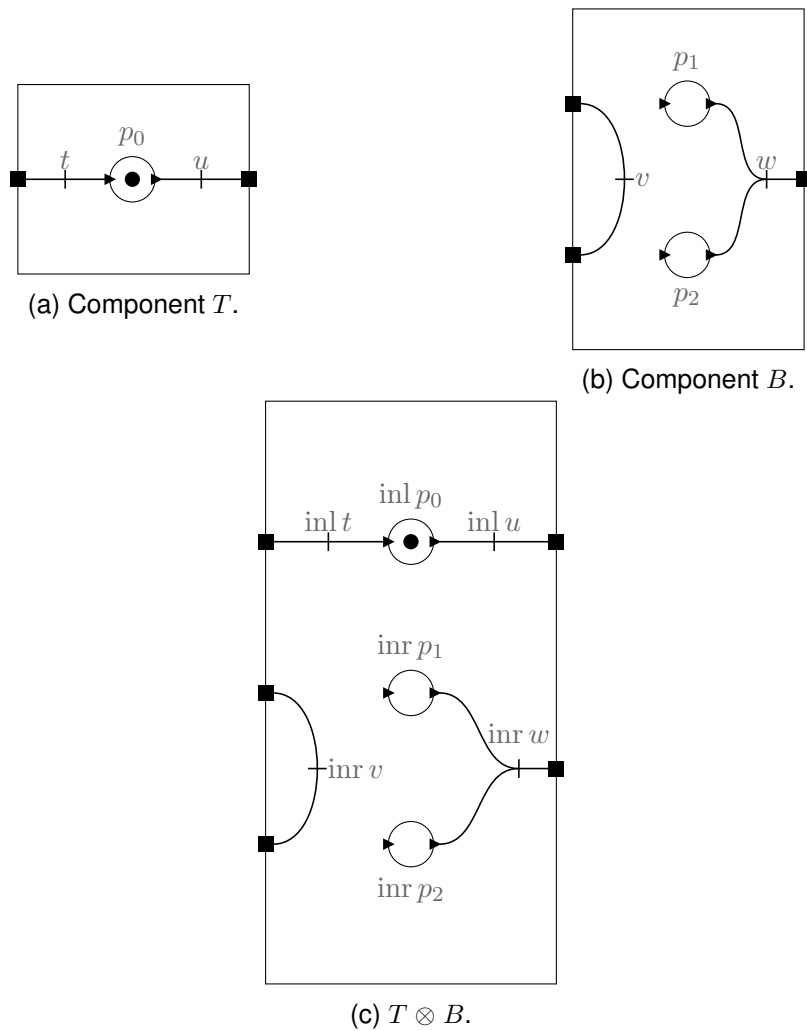 p₁
p₀
t
u
w
v
p₂
(a) Component T.
(b) Component B.
inl p₀
inl t
inl u
inr p₁
inr w
inr v
inr p₂
(c) T ⊗ B.